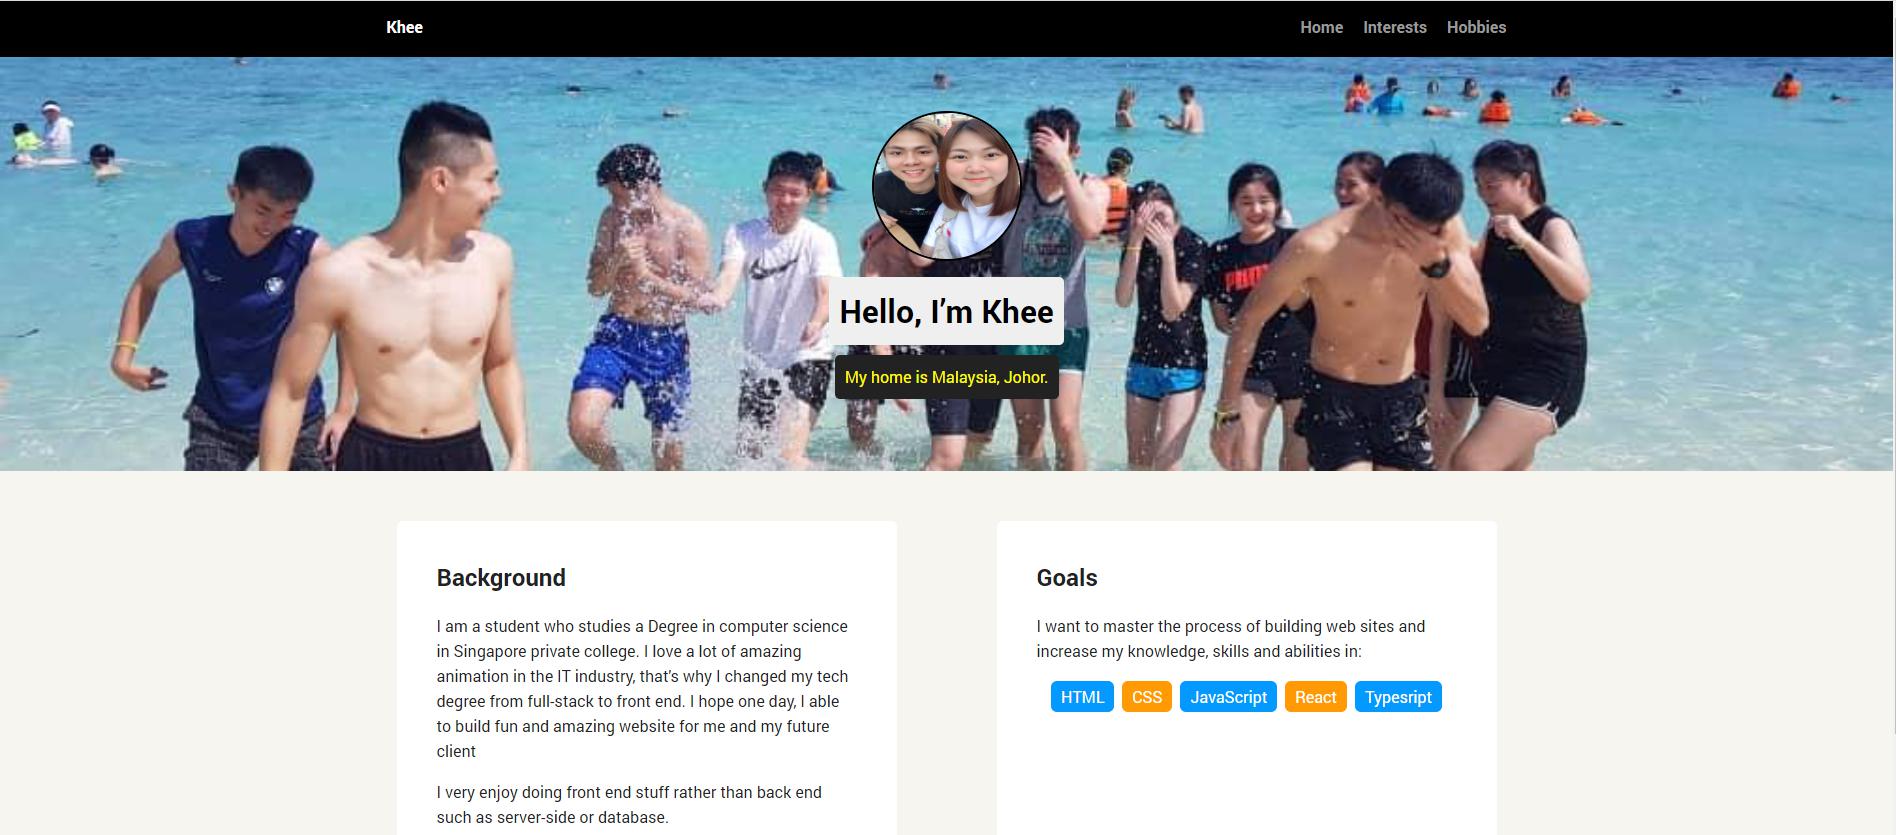 Khee
Home Interests Hobbies
Hello, I’m Khee
My home is Malaysia, Johor.
Background
I am a student who studies a Degree in computer science
in Singapore private college. I love a lot of amazing
animation in the IT industry, that's why I changed my tech
degree from full-stack to front end. I hope one day, I able
to build fun and amazing website for me and my future
client
I very enjoy doing front end stuff rather than back end
such as server-side or database.
Goals
I want to master the process of building web sites and
increase my knowledge, skills and abilities in:
HTML CSS JavaScript React Typesript